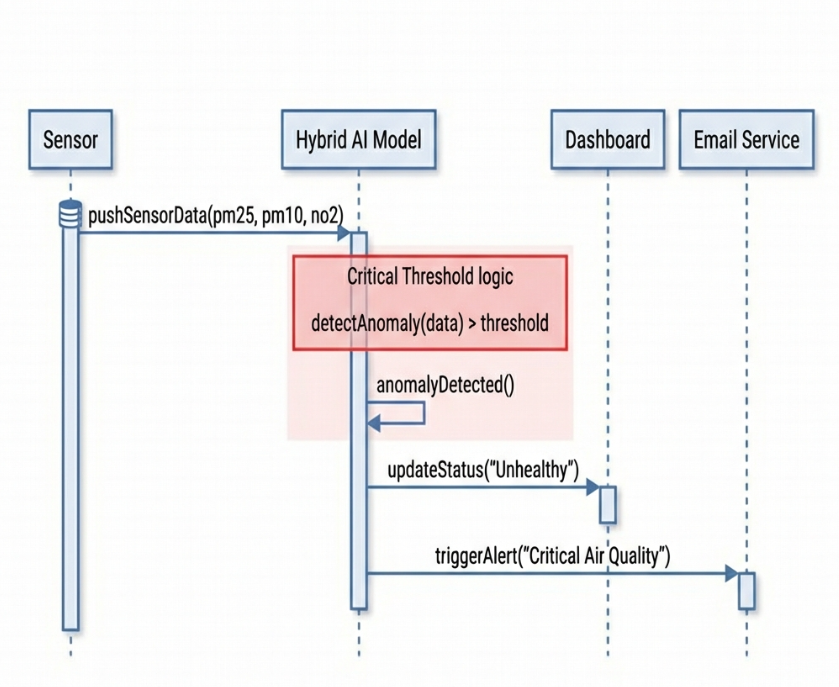 Sensor
Hybrid AI Model
Dashboard
Email Service
pushSensorData(pm25, pm10, no2)
Critical Threshold logic
detectAnomaly(data) > threshold
anomalyDetected()
updateStatus(“Unhealthy”)
triggerAlert(“Critical Air Quality”)